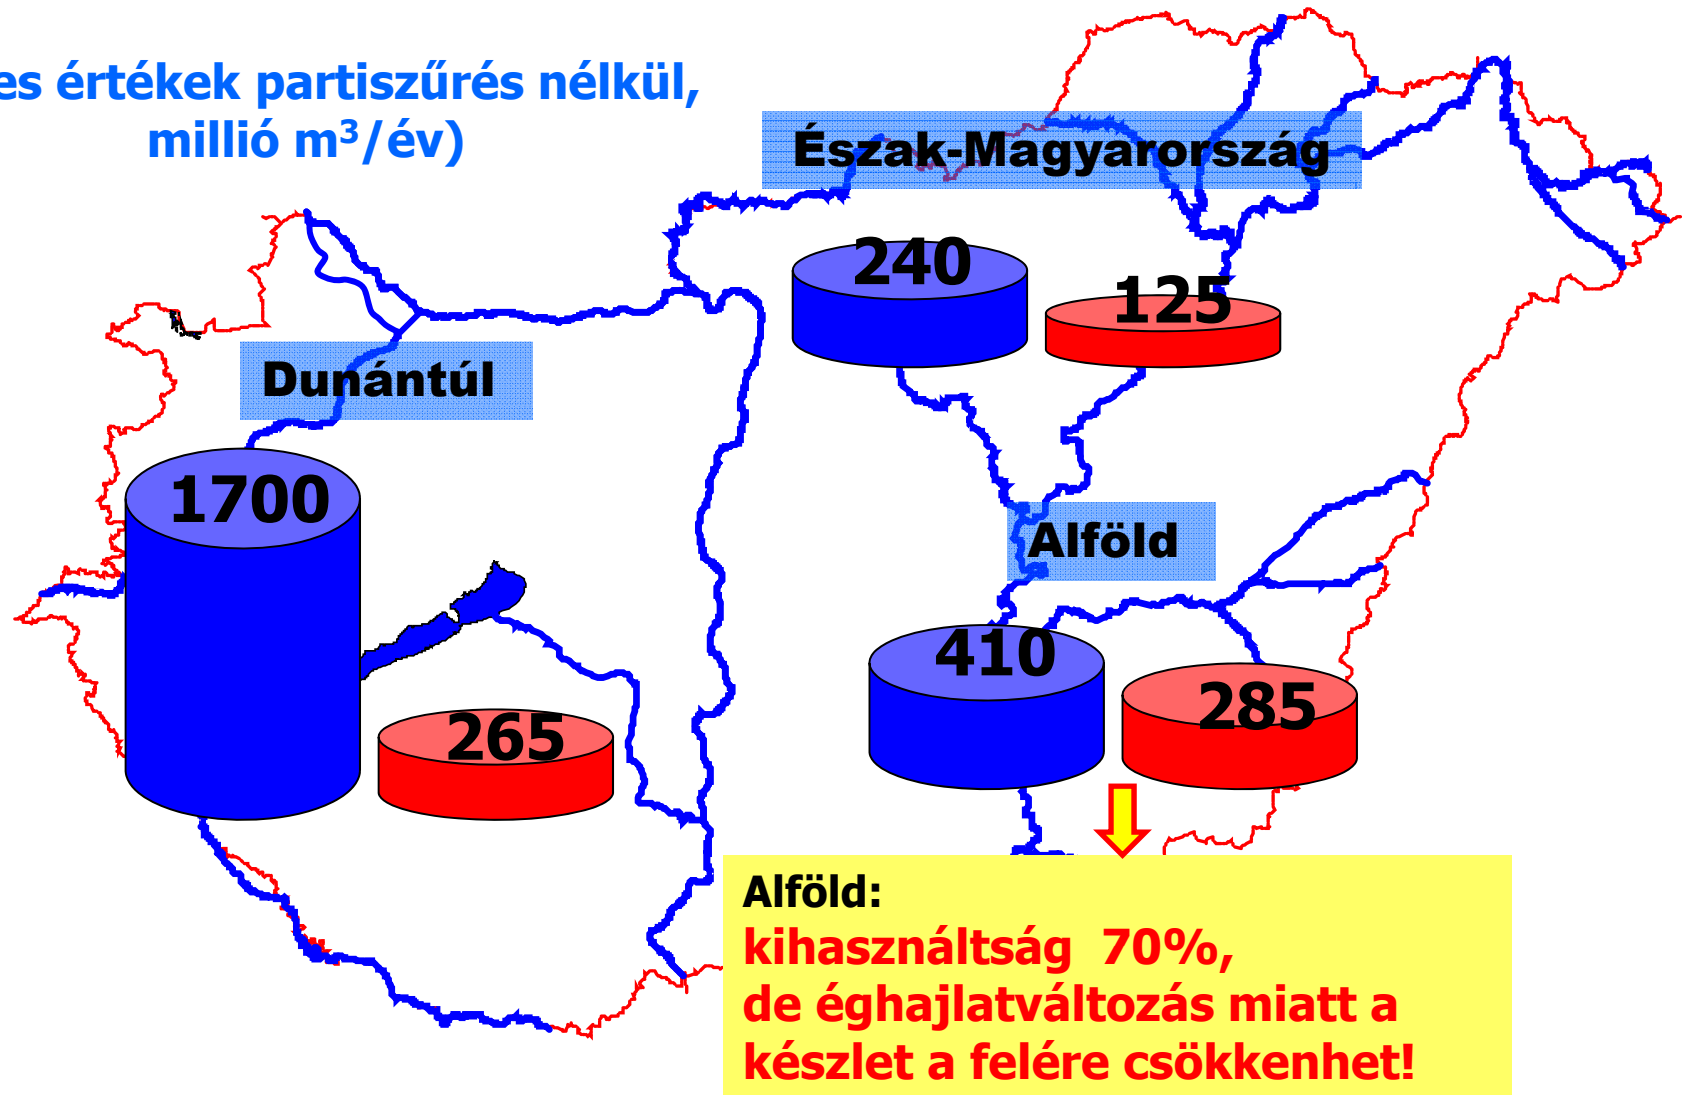 es értékek partiszűrés nélkül,
millió m³/év)
Észak-Magyarország
240
125
Dunántúl
1700
Alföld
410
285
265
Alföld:
kihasználtság 70%,
de éghajlatváltozás miatt a
készlet a felére csökkenhet!